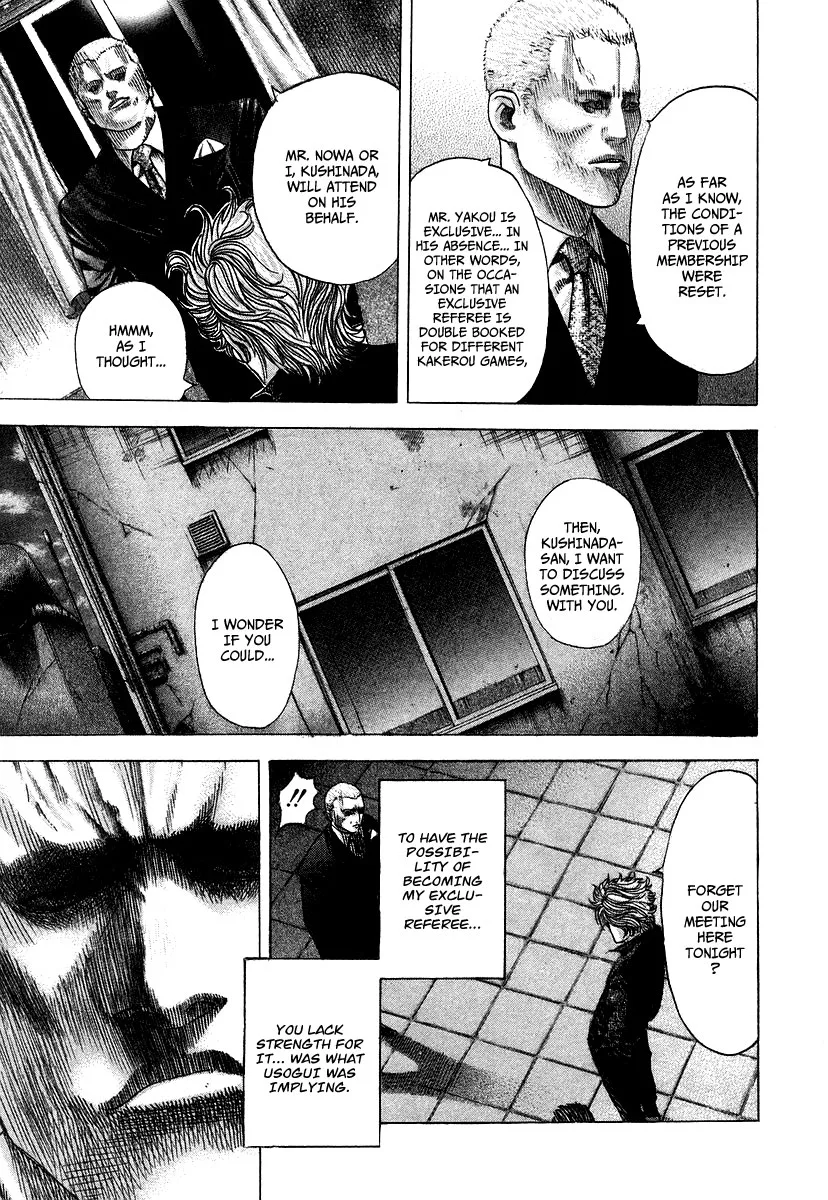 AS FAR
AS I KNOW,
THE CONDI-
TIONS OF A
PREVIOUS
MEMBERSHIP
WERE
RESET.
MR. YAKOU IS
EXCLUSIVE... IN
HIS ABSENCE... IN
OTHER WORDS,
ON THE OCCA-
SIONS THAT AN
EXCLUSIVE
REFEREE IS
DOUBLE BOOKED
FOR DIFFERENT
KAKEROU GAMES,
MR. NOWA OR
I, KUSHINADA,
WILL ATTEND
ON HIS
BEHALF.
HMMM,
AS I
THOUGHT...
THEN,
KUSHINADA-
SAN, I WANT
TO DISCUSS
SOMETHING.
WITH YOU.
I WONDER
IF YOU
COULD...
FORGET
OUR
MEETING
HERE
TONIGHT
?
!!
TO HAVE THE
POSSIBI-
LITY OF
BECOMING
MY EXCLU-
SIVE
REFEREE...
YOU LACK
STRENGTH FOR
IT... WAS WHAT
USOGUI WAS
IMPLYING.